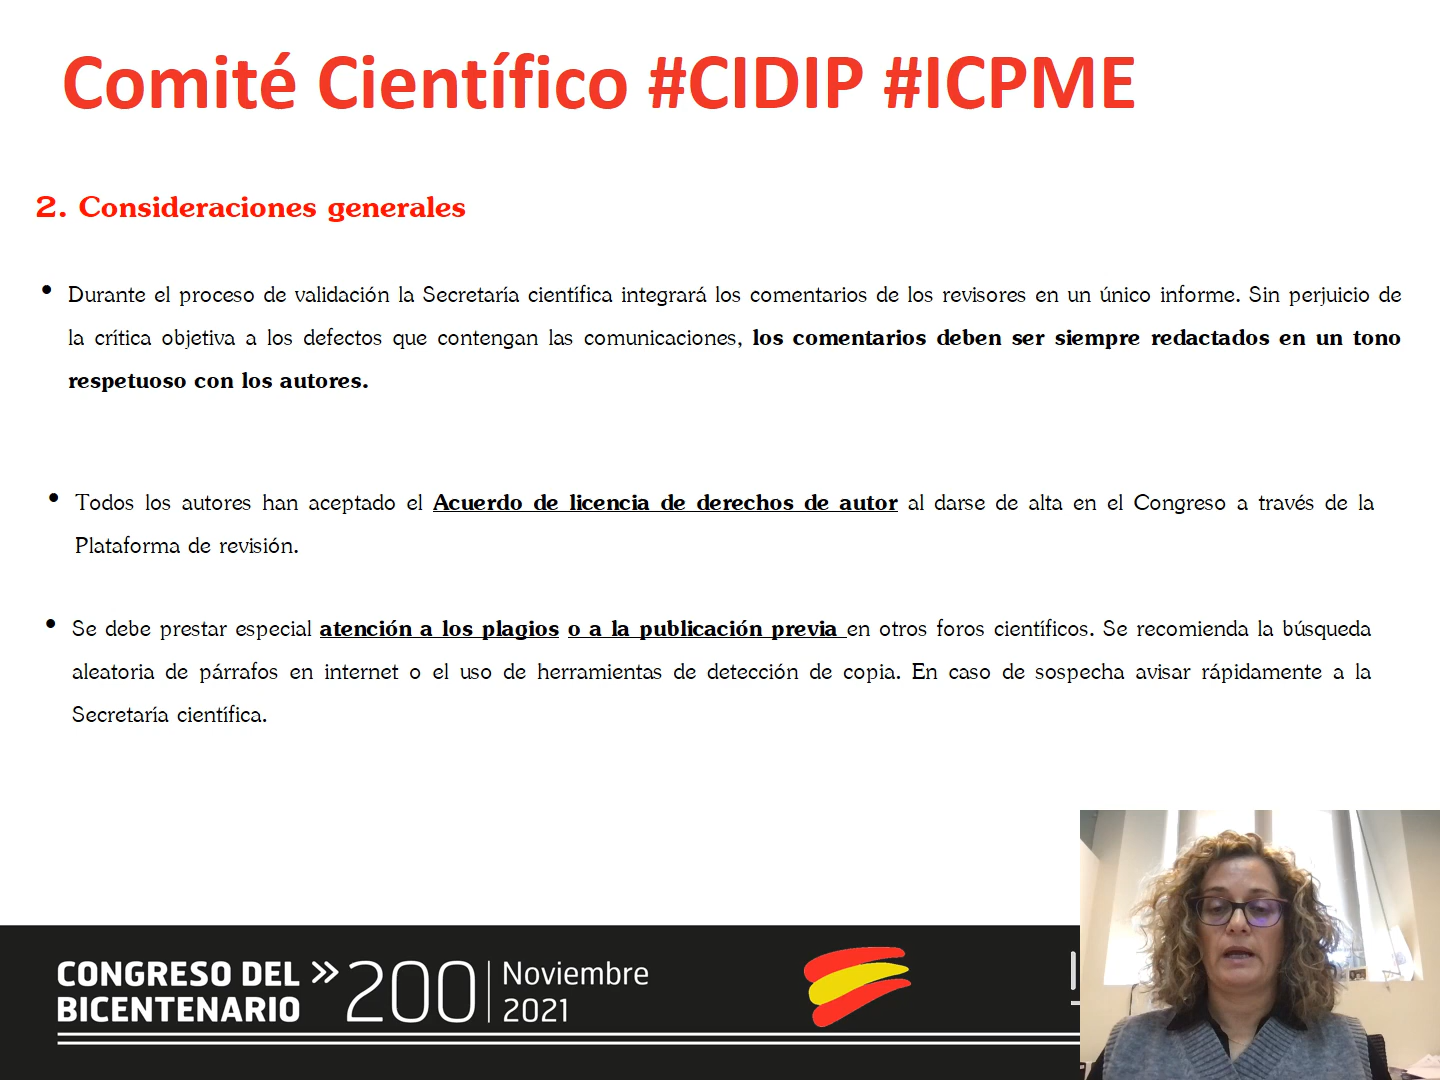 Comité Científico #CIDIP #ICPME
2. Consideraciones generales
• Durante el proceso de validación la Secretaría científica integrará los comentarios de los revisores en un único informe. Sin perjuicio de
la crítica objetiva a los defectos que contengan las comunicaciones, los comentarios deben ser siempre redactados en un tono
respetuoso con los autores.
• Todos los autores han aceptado el Acuerdo de licencia de derechos de autor al darse de alta en el Congreso a través de la
Plataforma de revisión.
• Se debe prestar especial atención a los plagios o a la publicación previa en otros foros científicos. Se recomienda la búsqueda
aleatoria de párrafos en internet o el uso de herramientas de detección de copia. En caso de sospecha avisar rápidamente a la
Secretaría científica.
CONGRESO DEL
BICENTENARIO
» 200
Noviembre
2021